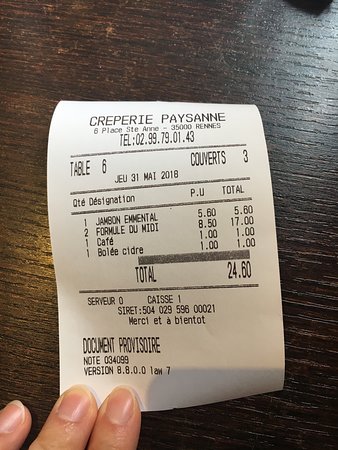 CREPERIE PAYSANNE
6 Place Ste Anne - 35000 RENNES
TEL:02.99.79.01.43
TABLE 6 COUVERTS 3
JEU 31 MAI 2018
Qté Désignation P.U TOTAL
1 JAMBON EMMENTAL 5.60 5.60
2 FORMULE DU MIDI 8.50 17.00
1 Café 1.00 1.00
1 Bolée cidre 1.00 1.00
TOTAL 24.60
SERVEUR 0 CAISSE 1
SIRET:504 029 596 00021
Merci et à bientot
DOCUMENT PROVISOIRE
NOTE 034099
VERSION 8.8.0.0 law 7